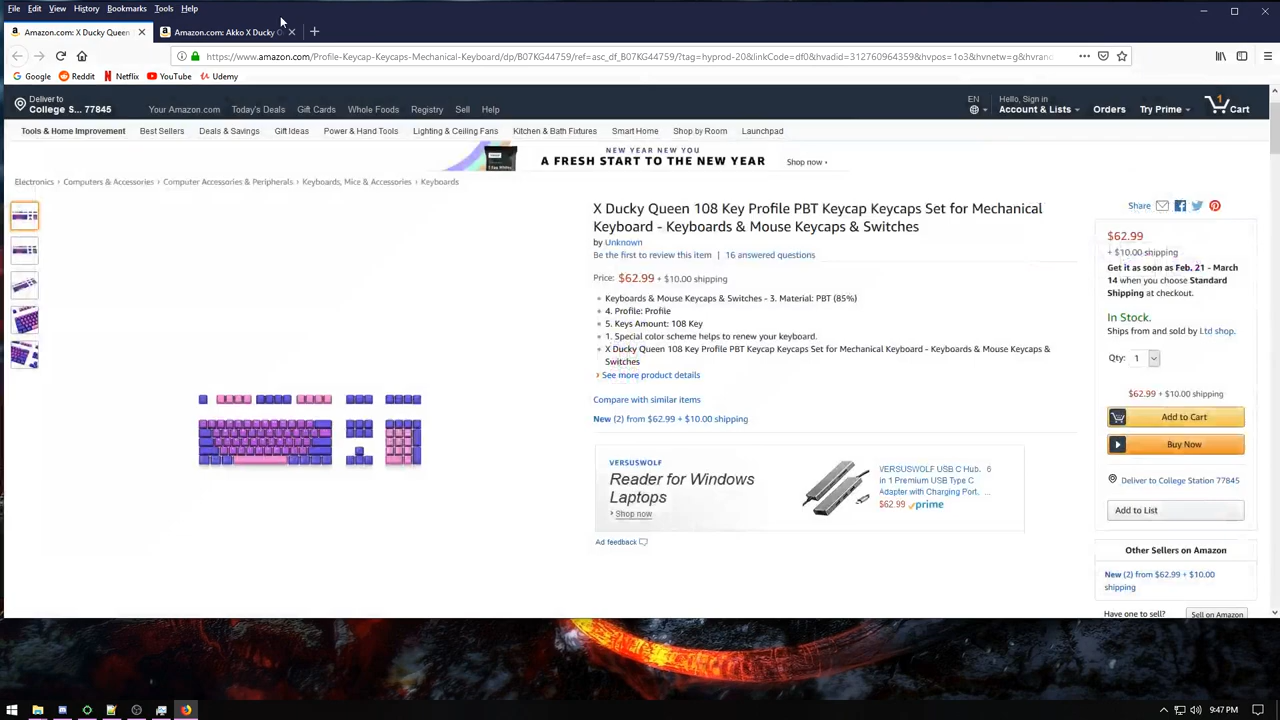 File Edit View History Bookmarks Tools Help
Amazon.com: X Ducky Queen
Amazon.com: Akko X Ducky
https://www.amazon.com/Profile-Keycap-Keycaps-Mechanical-Keyboard/dp/B07KG44759/ref=asc_df_B07KG44759/?tag=hyprod-20&linkCode=df0&hvadid=312760964359&hvpos=1o3&hvnetw=g&hvranc
Google Reddit Netflix YouTube Udemy
Deliver to
College S... 77845
Your Amazon.com Today's Deals Gift Cards Whole Foods Registry Sell Help
EN
Hello, Sign in
Account & Lists
Orders
Try Prime
1
Cart
Tools & Home Improvement Best Sellers Deals & Savings Gift Ideas Power & Hand Tools Lighting & Ceiling Fans Kitchen & Bath Fixtures Smart Home Shop by Room Launchpad
NEW YEAR NEW YOU
A FRESH START TO THE NEW YEAR
Shop now ›
Electronics › Computers & Accessories › Computer Accessories & Peripherals › Keyboards, Mice & Accessories › Keyboards
X Ducky Queen 108 Key Profile PBT Keycap Keycaps Set for Mechanical
Keyboard - Keyboards & Mouse Keycaps & Switches
by Unknown
Be the first to review this item | 16 answered questions
Price: $62.99 + $10.00 shipping
• Keyboards & Mouse Keycaps & Switches - 3. Material: PBT (85%)
• 4. Profile: Profile
• 5. Keys Amount: 108 Key
• 1. Special color scheme helps to renew your keyboard.
• X Ducky Queen 108 Key Profile PBT Keycap Keycaps Set for Mechanical Keyboard - Keyboards & Mouse Keycaps &
Switches
› See more product details
Compare with similar items
New (2) from $62.99 + $10.00 shipping
VERSUSWOLF
Reader for Windows
Laptops
› Shop now
VERSUSWOLF USB C Hub, 6
in 1 Premium USB Type C
Adapter with Charging Port, ...
$62.99 prime
Ad feedback
Share
$62.99
+ $10.00 shipping
Get it as soon as Feb. 21 - March
14 when you choose Standard
Shipping at checkout.
In Stock.
Ships from and sold by Ltd shop.
Qty: 1
$62.99 + $10.00 shipping
Add to Cart
Buy Now
Deliver to College Station 77845
Add to List
Other Sellers on Amazon
New (2) from $62.99 + $10.00
shipping
Have one to sell?
Sell on Amazon
9:47 PM